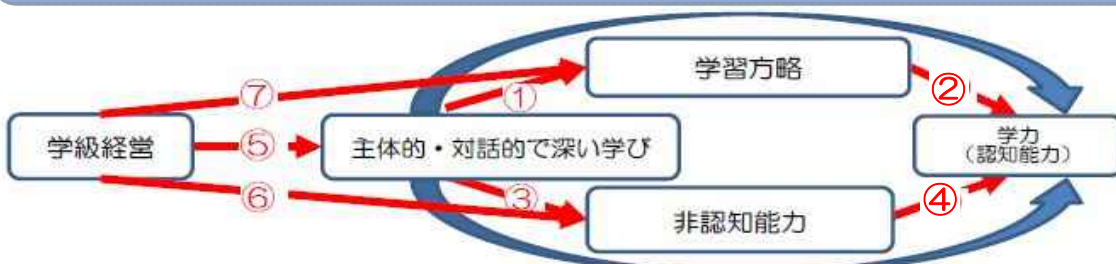 学習方略
⑦
①
②
学級経営
⑤
主体的・対話的で深い学び
学力
(認知能力)
⑥
③
④
非認知能力